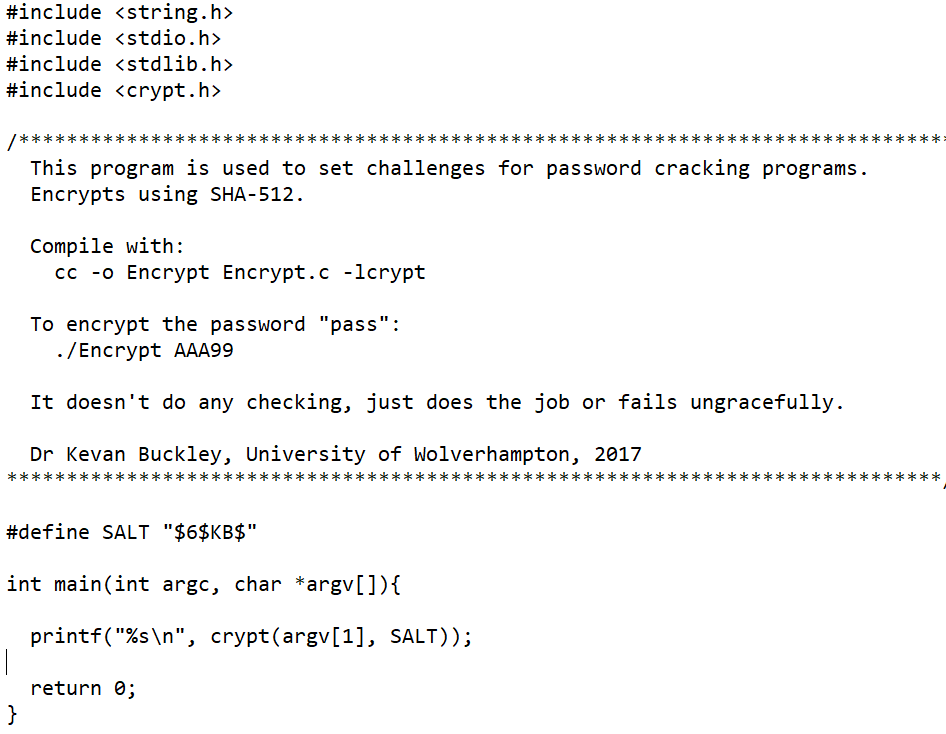 #include <string.h>
#include <stdio.h>
#include <stdlib.h>
#include <crypt.h>
/******************************************************************************
This program is used to set challenges for password cracking programs.
Encrypts using SHA-512.
Compile with:
cc -o Encrypt Encrypt.c -lcrypt
To encrypt the password "pass":
./Encrypt AAA99
It doesn't do any checking, just does the job or fails ungracefully.
Dr Kevan Buckley, University of Wolverhampton, 2017
******************************************************************************/
#define SALT "$6$KB$"
int main(int argc, char *argv[]){
printf("%s\n", crypt(argv[1], SALT));
return 0;
}